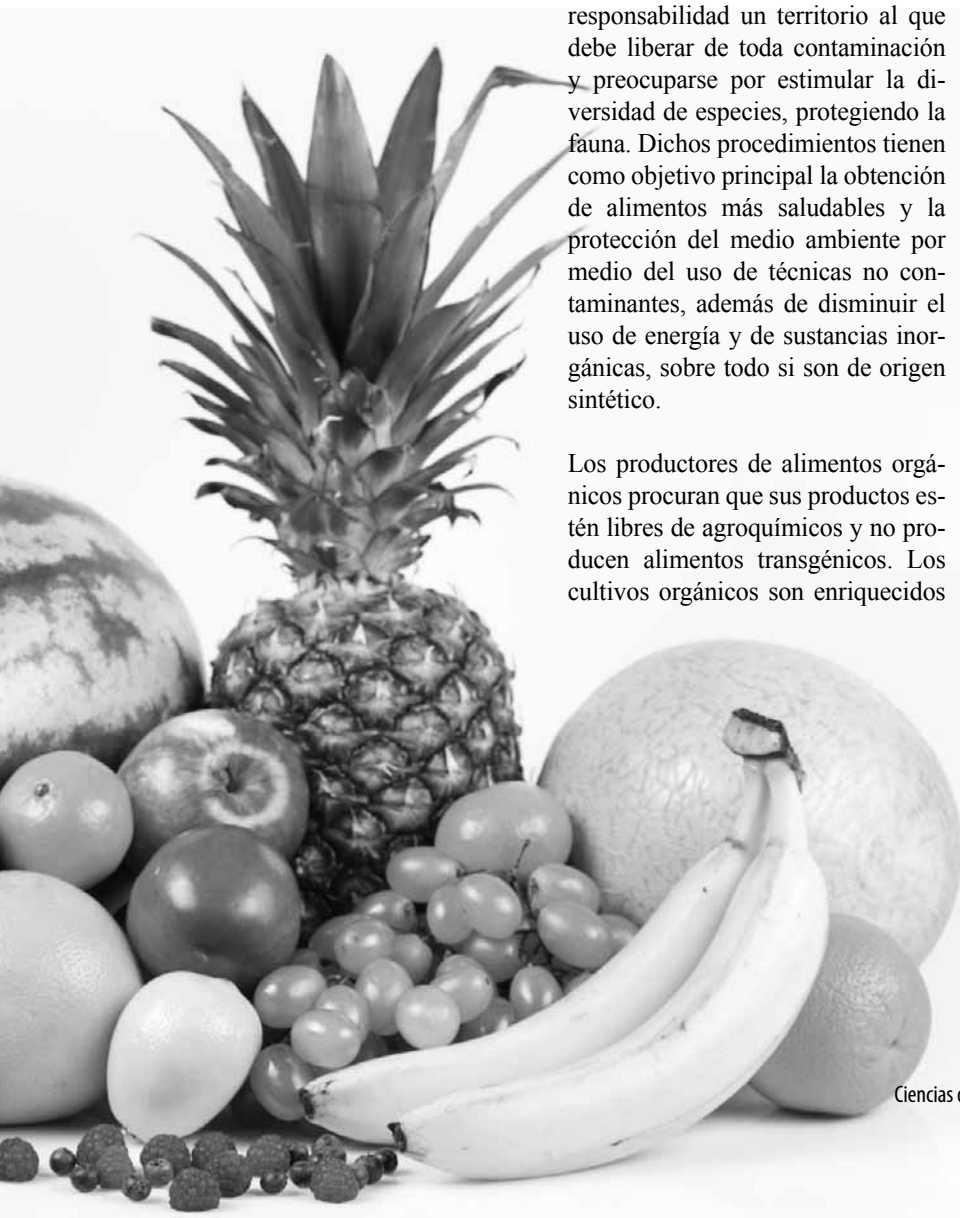 responsabilidad un territorio al que
debe liberar de toda contaminación
y preocuparse por estimular la di-
versidad de especies, protegiendo la
fauna. Dichos procedimientos tienen
como objetivo principal la obtención
de alimentos más saludables y la
protección del medio ambiente por
medio del uso de técnicas no con-
taminantes, además de disminuir el
uso de energía y de sustancias inor-
gánicas, sobre todo si son de origen
sintético.
Los productores de alimentos orgá-
nicos procuran que sus productos es-
tén libres de agroquímicos y no pro-
ducen alimentos transgénicos. Los
cultivos orgánicos son enriquecidos
Ciencias